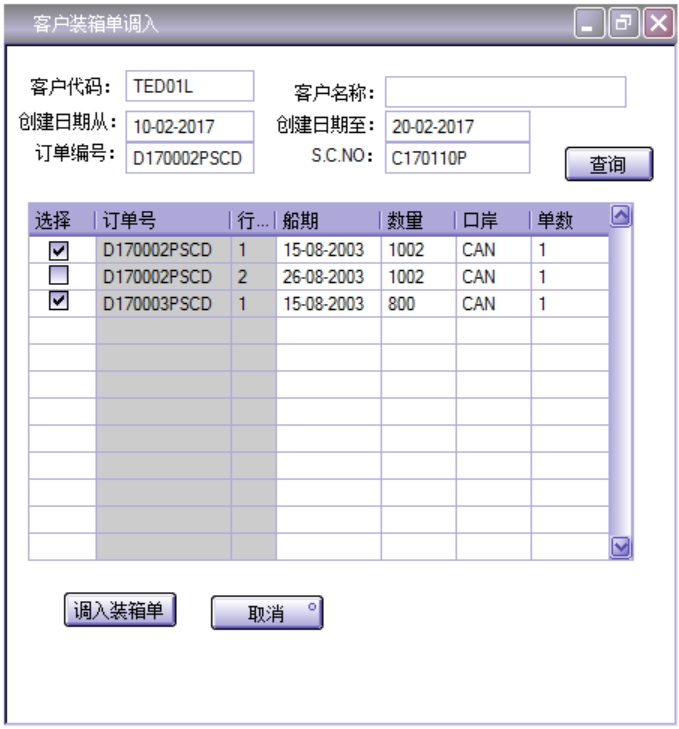 客户装箱单调入
客户代码： TED01L 客户名称：
创建日期从： 10-02-2017 创建日期至： 20-02-2017
订单编号： D170002PSCD S.C.NO： C170110P 查询
选择 订单号 行... 船期 数量 口岸 单数
D170002PSCD 1 15-08-2003 1002 CAN 1
D170002PSCD 2 26-08-2003 1002 CAN 1
D170003PSCD 1 15-08-2003 800 CAN 1
调入装箱单 取消